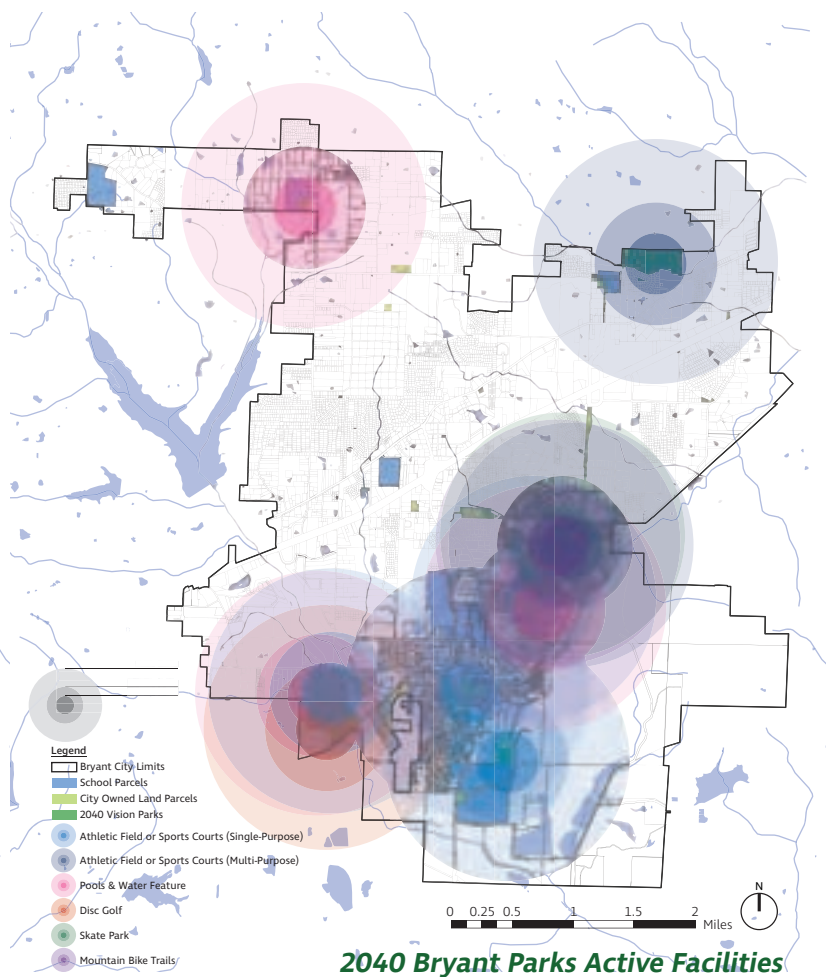 Legend
Bryant City Limits
School Parcels
City Owned Land Parcels
2040 Vision Parks
Athletic Field or Sports Courts (Single-Purpose)
Athletic Field or Sports Courts (Multi-Purpose)
Pools & Water Feature
Disc Golf
Skate Park
Mountain Bike Trails
N
0 0.25 0.5 1 1.5 2
Miles
2040 Bryant Parks Active Facilities